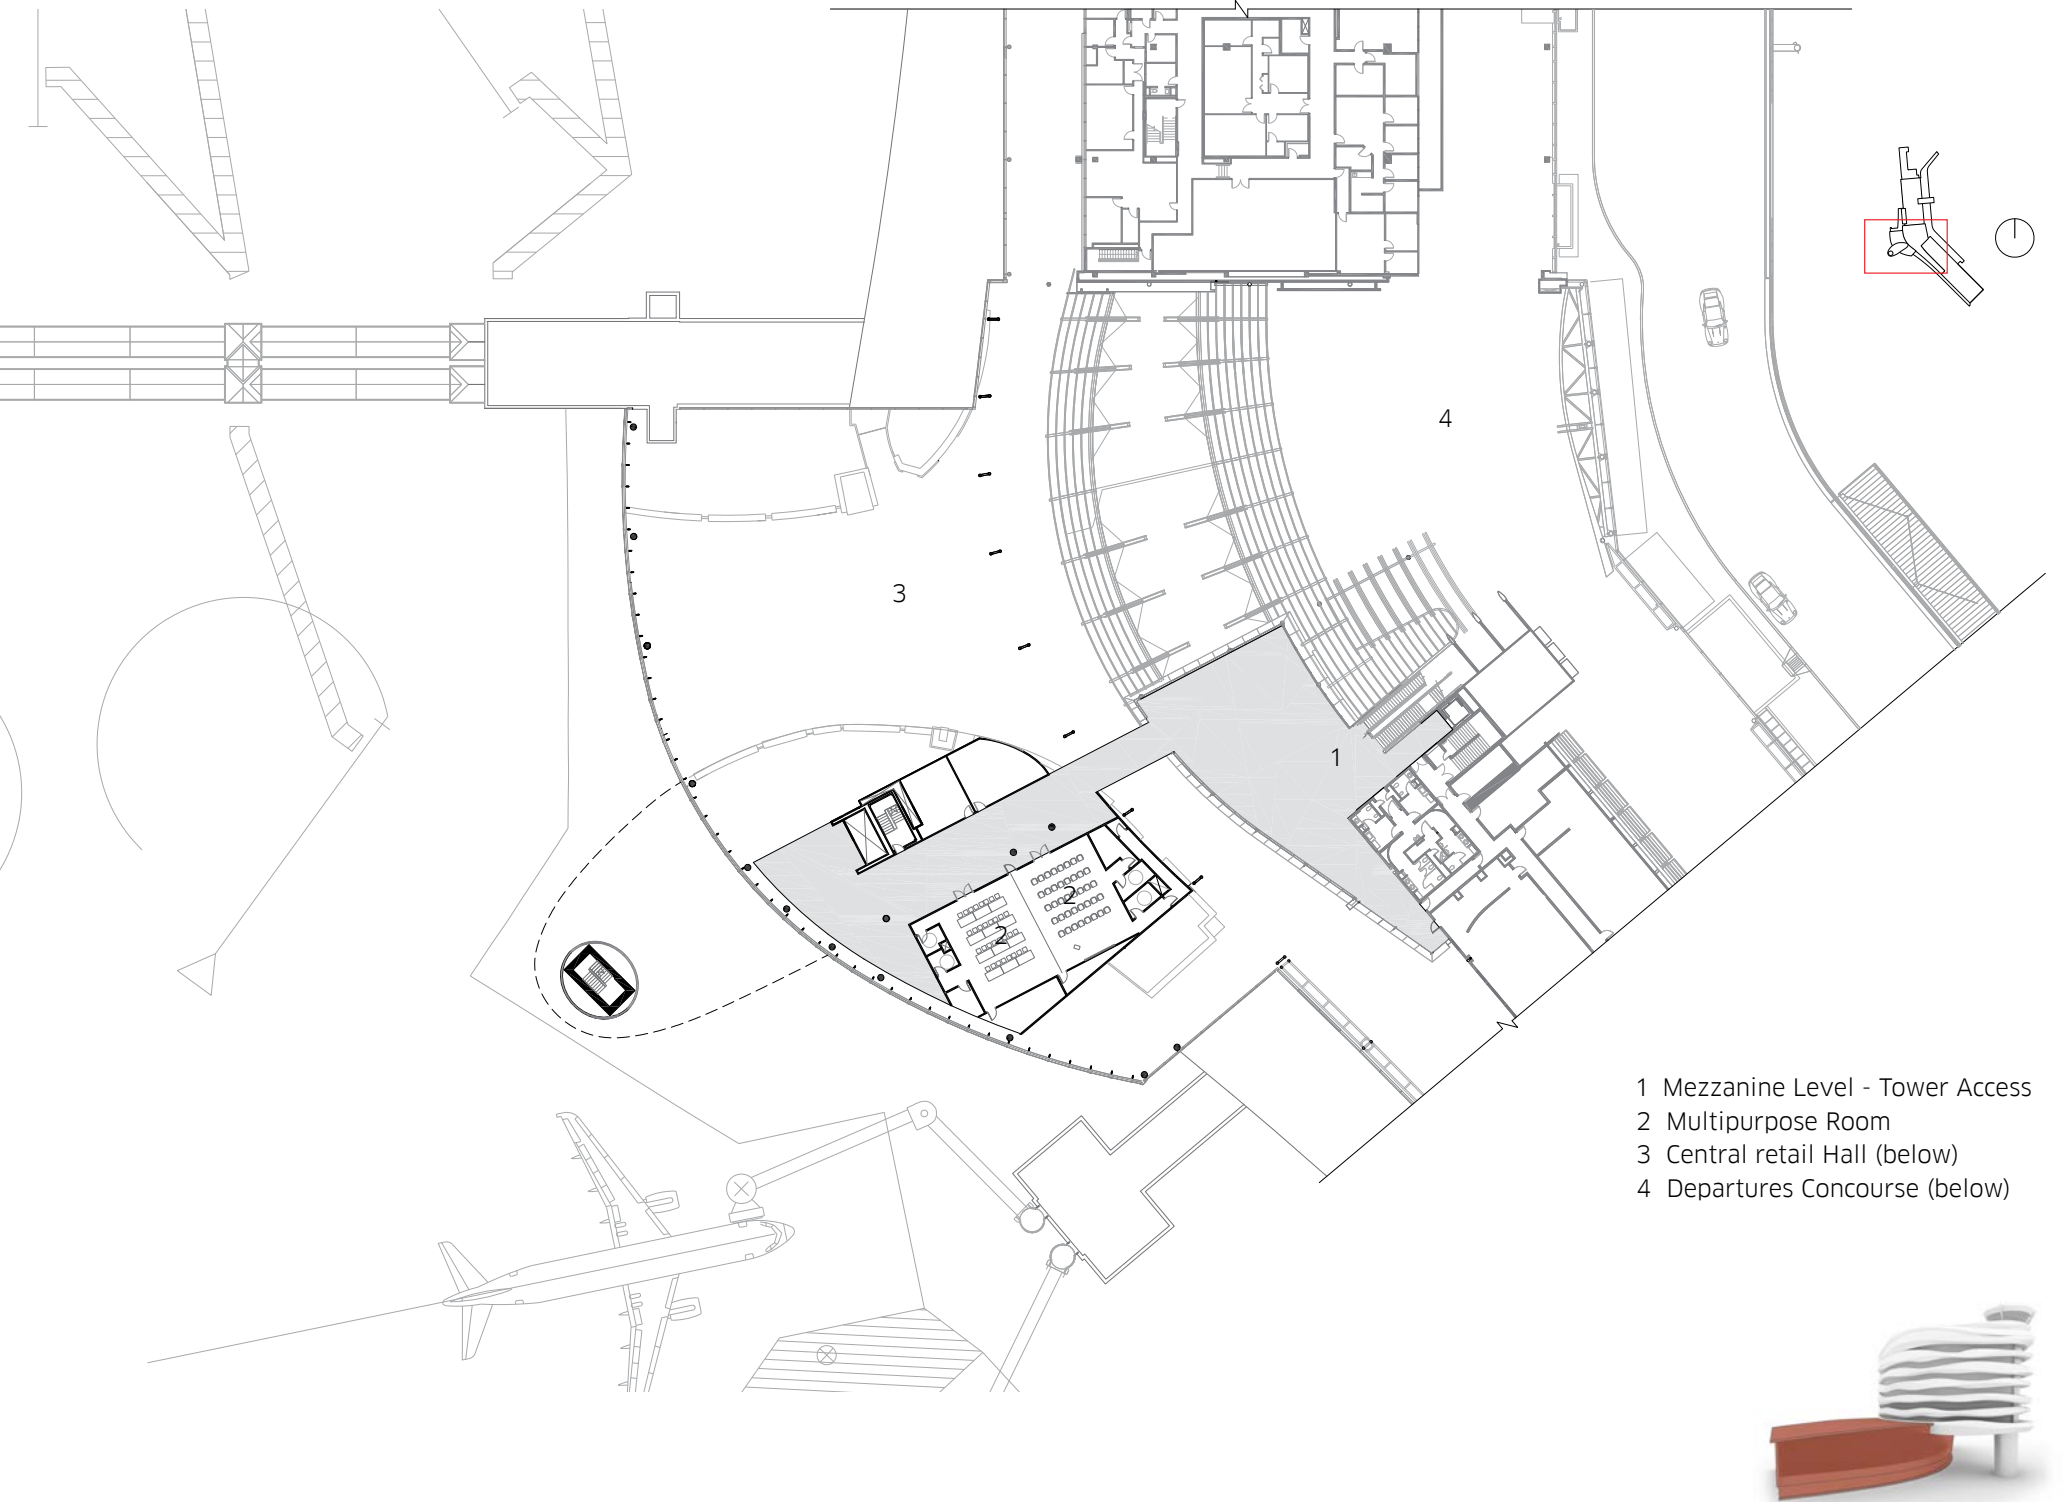 4
3
1
2
2
1 Mezzanine Level - Tower Access
2 Multipurpose Room
3 Central retail Hall (below)
4 Departures Concourse (below)